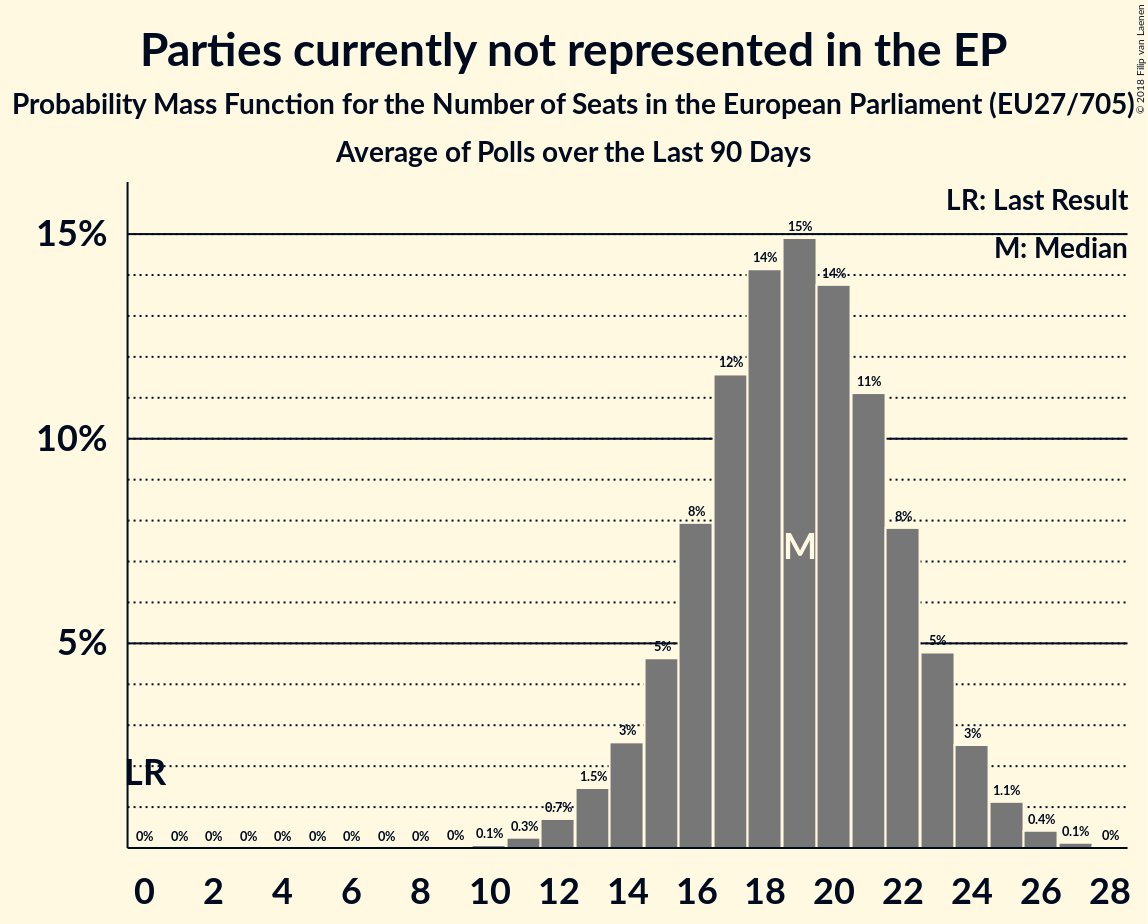 Parties currently not represented in the EP
Probability Mass Function for the Number of Seats in the European Parliament (EU27/705)
Average of Polls over the Last 90 Days
© 2018 Filip van Laenen
LR: Last Result
M: Median
15%
10%
5%
LR
M
0% 0% 0% 0% 0% 0% 0% 0% 0% 0% 0.1% 0.3% 0.7% 1.5% 3% 5% 8% 12% 14% 15% 14% 11% 8% 5% 3% 1.1% 0.4% 0.1% 0%
0 2 4 6 8 10 12 14 16 18 20 22 24 26 28